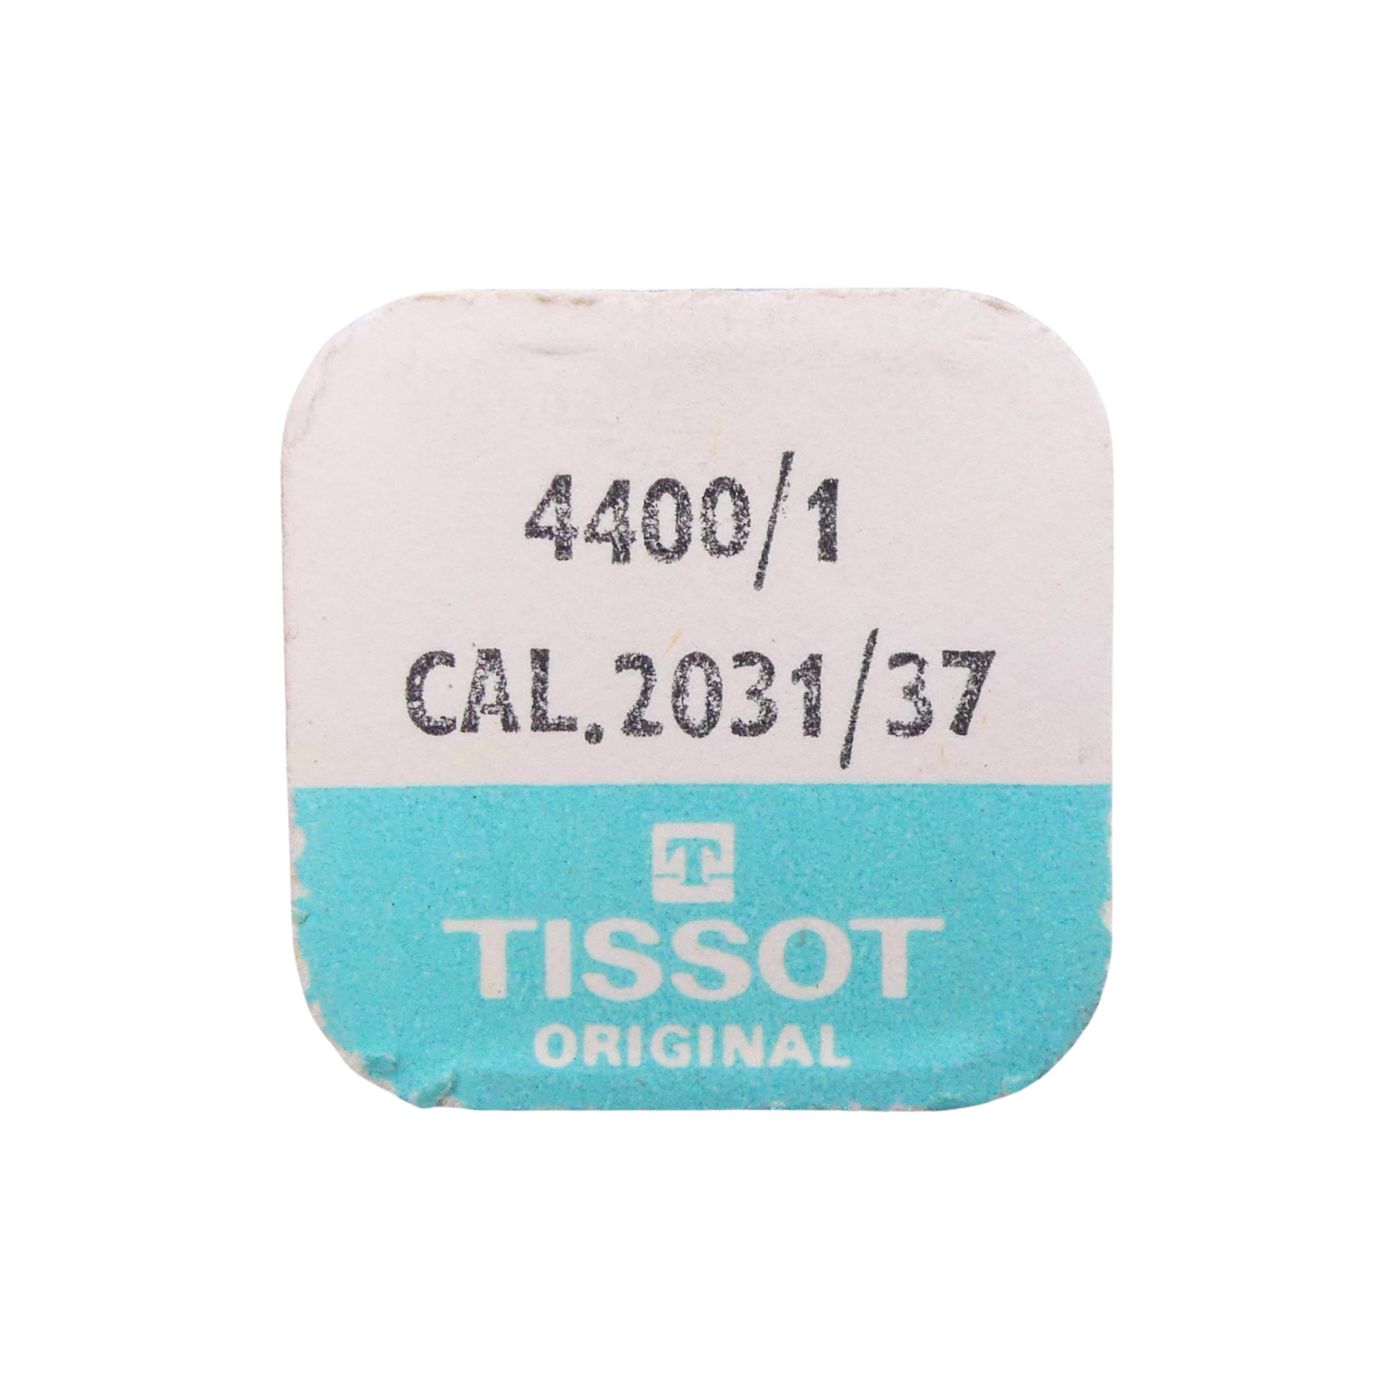 4400/1
CAL.2031/37
T
TISSOT
ORIGINAL